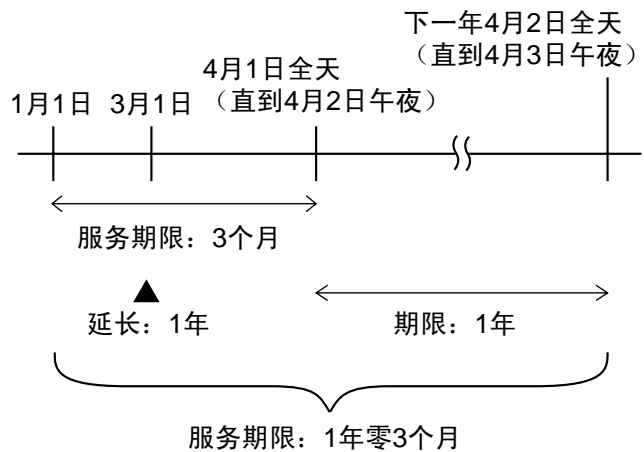 下一年4月2日全天
（直到4月3日午夜）
4月1日全天
（直到4月2日午夜）
1月1日
3月1日
服务期限：3个月
延长：1年
期限：1年
服务期限：1年零3个月